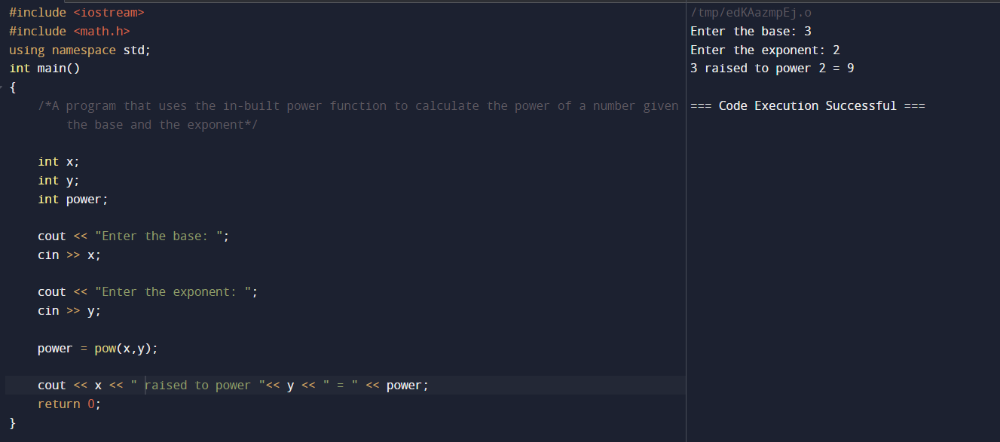 #include <iostream>
#include <math.h>
using namespace std;
int main()
{
    /*A program that uses the in-built power function to calculate the power of a number given
        the base and the exponent*/
    int x;
    int y;
    int power;
    cout << "Enter the base: ";
    cin >> x;
    cout << "Enter the exponent: ";
    cin >> y;
    power = pow(x,y);
    cout << x << " raised to power "<< y << " = " << power;
    return 0;
}
/tmp/edKAazmpEj.o
Enter the base: 3
Enter the exponent: 2
3 raised to power 2 = 9
=== Code Execution Successful ===